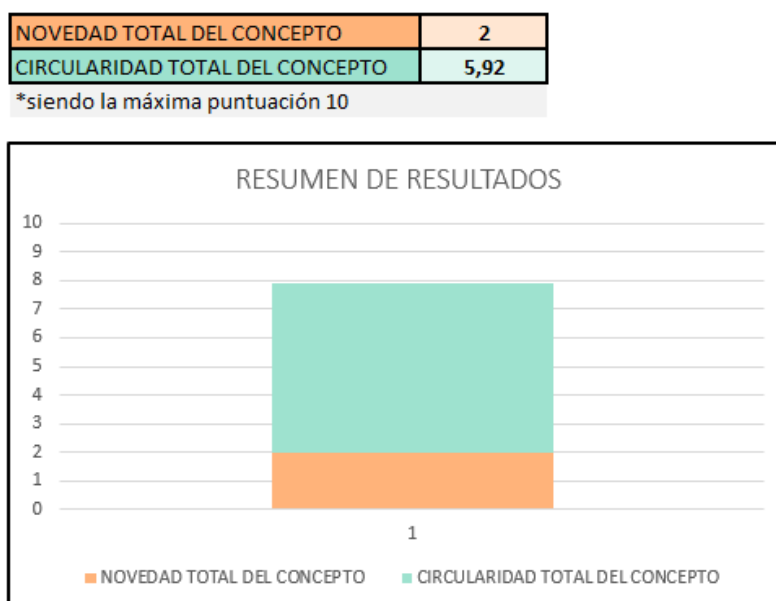 NOVEDAD TOTAL DEL CONCEPTO 2
CIRCULARIDAD TOTAL DEL CONCEPTO 5,92
*siendo la máxima puntuación 10
RESUMEN DE RESULTADOS
10
9
8
7
6
5
4
3
2
1
0
1
NOVEDAD TOTAL DEL CONCEPTO CIRCULARIDAD TOTAL DEL CONCEPTO